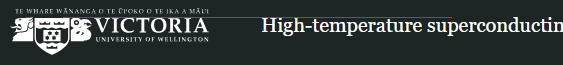 TE WHARE WĀNANGA O TE ŪPOKO O TE IKA A MĀUI
VICTORIA
UNIVERSITY OF WELLINGTON
High-temperature superconductin